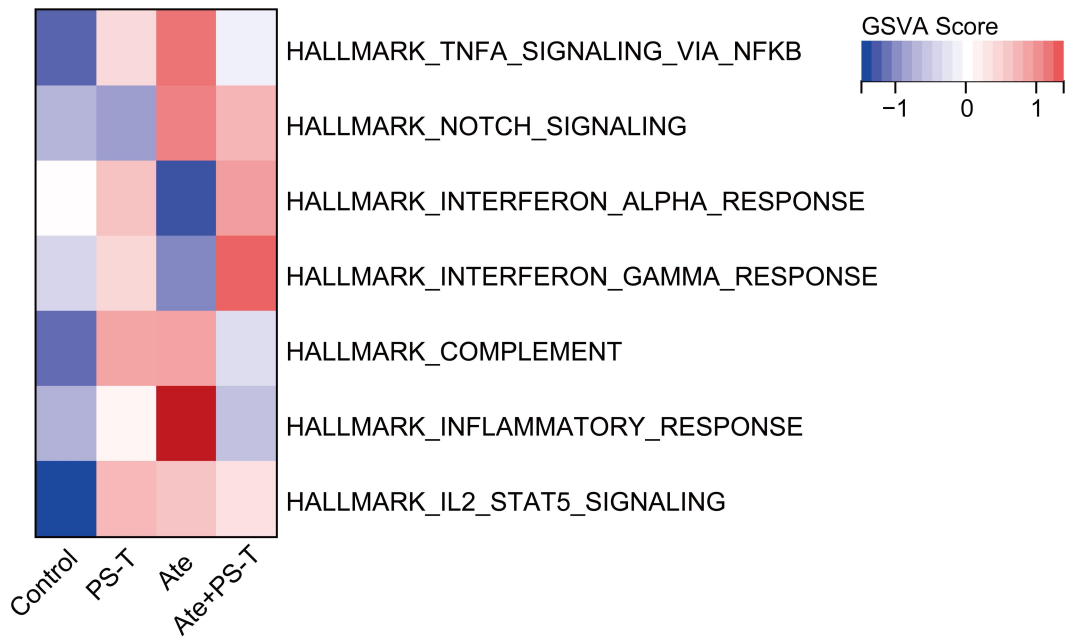 GSVA Score
−1 0 1
HALLMARK_TNFA_SIGNALING_VIA_NFKB
HALLMARK_NOTCH_SIGNALING
HALLMARK_INTERFERON_ALPHA_RESPONSE
HALLMARK_INTERFERON_GAMMA_RESPONSE
HALLMARK_COMPLEMENT
HALLMARK_INFLAMMATORY_RESPONSE
HALLMARK_IL2_STAT5_SIGNALING
Control
PS-T
Ate
Ate+PS-T